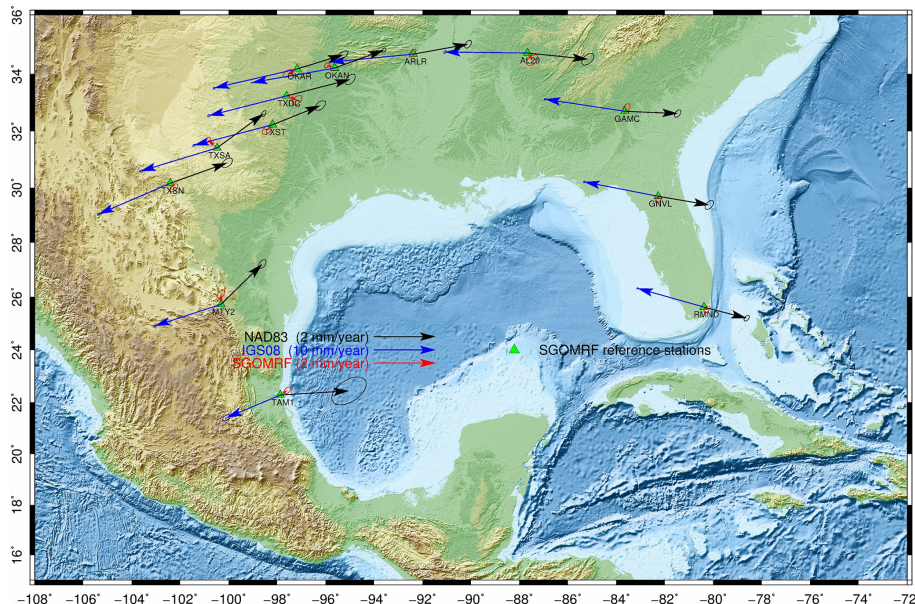 36°
34°
32°
30°
28°
26°
24°
22°
20°
18°
16°
ARLR
AL20
OKAR
OKAN
TXDC
TXST
GAMC
TXSA
TXSN
GNVL
MTY2
RMND
NAD83 (2 mm/year)
IGS08 (10 mm/year)
SGOMRF (2 mm/year)
SGOMRF reference stations
TAM1
−108 −106 −104 −102 −100 −98 −96 −94 −92 −90 −88 −86 −84 −82 −80 −78 −76 −74 −72